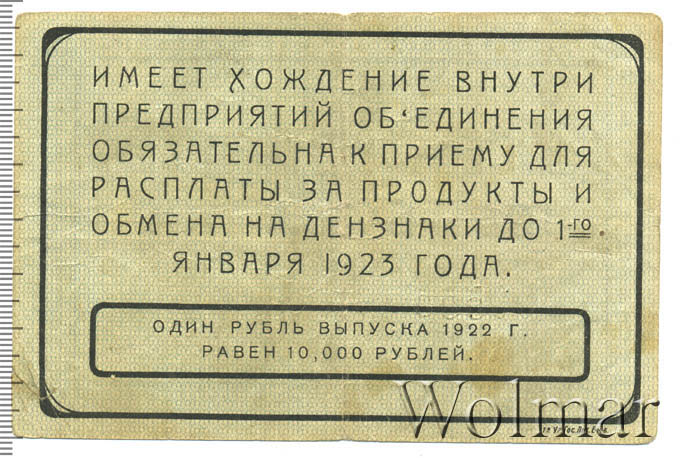 ИМЕЕТ ХОЖДЕНИЕ ВНУТРИ
ПРЕДПРИЯТИЙ ОБ‘ЕДИНЕНИЯ
ОБЯЗАТЕЛЬНА К ПРИЕМУ ДЛЯ
РАСПЛАТЫ ЗА ПРОДУКТЫ И
ОБМЕНА НА ДЕНЗНАКИ ДО 1-ГО
ЯНВАРЯ 1923 ГОДА.
ОДИН РУБЛЬ ВЫПУСКА 1922 Г.
РАВЕН 10,000 РУБЛЕЙ.
Wolmar